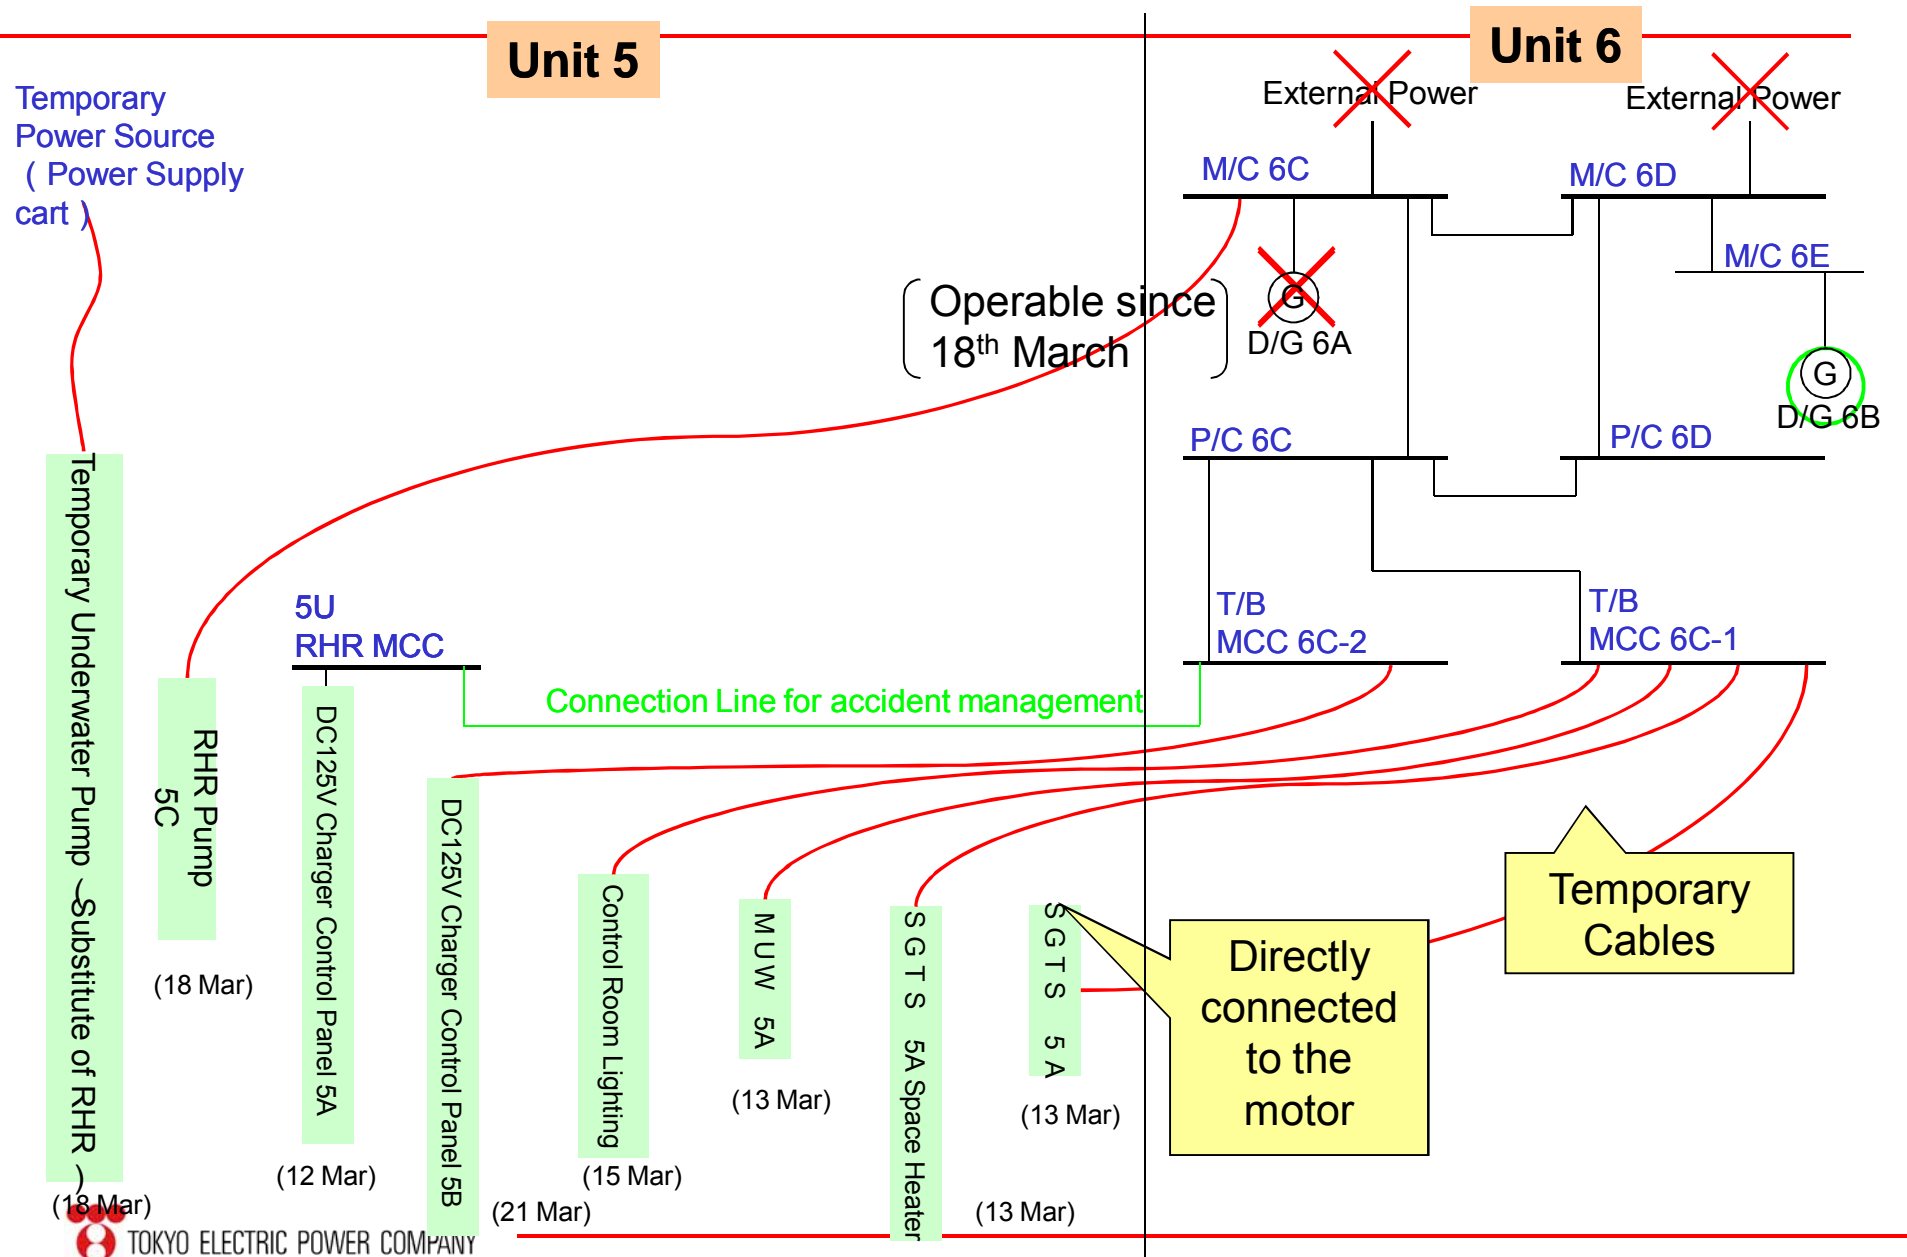 Unit 5
Unit 6
Temporary
Power Source
( Power Supply
cart )
External Power
External Power
M/C 6C
M/C 6D
M/C 6E
Operable since
18th March
G
D/G 6A
G
D/G 6B
P/C 6C
P/C 6D
5U
RHR MCC
T/B
MCC 6C-2
T/B
MCC 6C-1
Connection Line for accident management
Temporary Underwater Pump (Substitute of RHR )
(18 Mar)
RHR Pump
5C
(18 Mar)
DC125V Charger Control Panel 5A
(12 Mar)
DC125V Charger Control Panel 5B
(21 Mar)
Control Room Lighting
(15 Mar)
MUW 5A
(13 Mar)
SGTS 5A Space Heater
(13 Mar)
SGTS 5A
(13 Mar)
Directly
connected
to the
motor
Temporary
Cables
TOKYO ELECTRIC POWER COMPANY